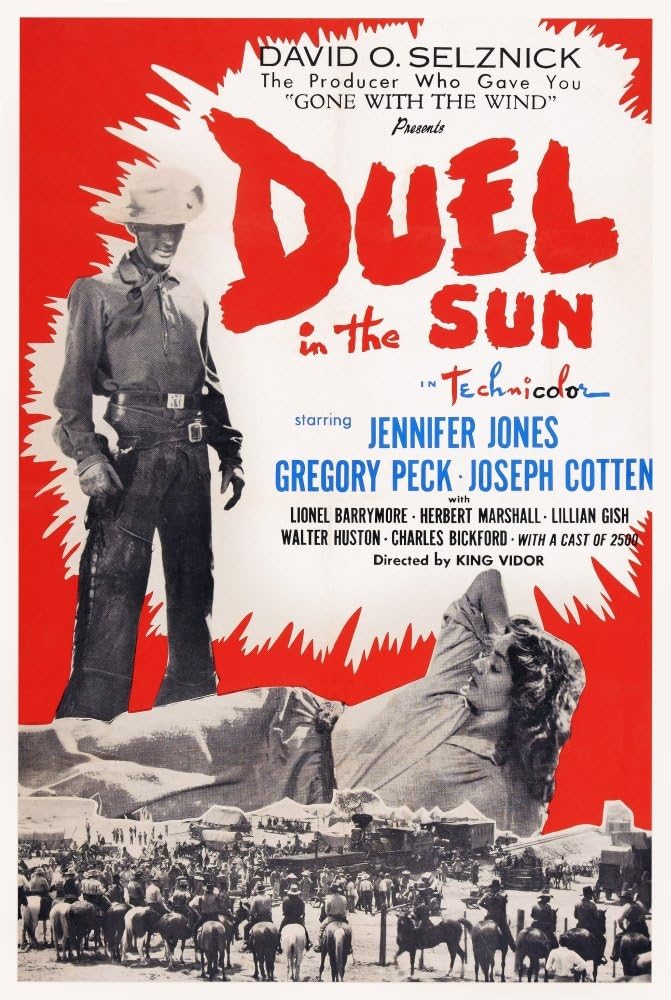 DAVID O. SELZNICK
The Producer Who Gave You
"GONE WITH THE WIND"
Presents
DUEL
in the SUN
IN Technicolor
starring JENNIFER JONES
GREGORY PECK · JOSEPH COTTEN
with
LIONEL BARRYMORE · HERBERT MARSHALL · LILLIAN GISH
WALTER HUSTON · CHARLES BICKFORD · WITH A CAST OF 2500
Directed by KING VIDOR